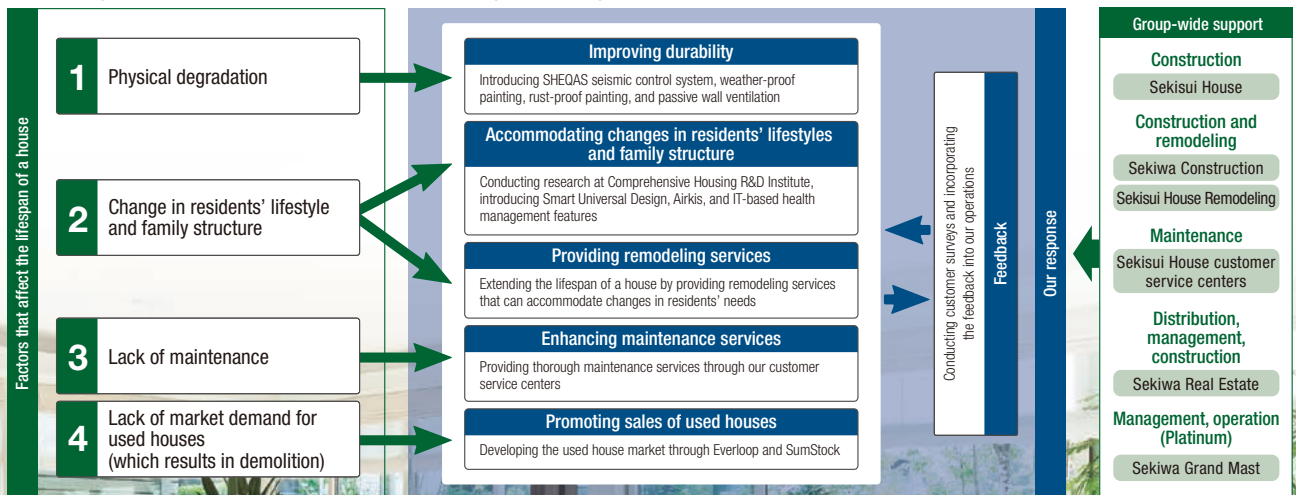 Factors that affect the lifespan of a house
1
Physical degradation
2
Change in residents' lifestyle
and family structure
3
Lack of maintenance
4
Lack of market demand for
used houses
(which results in demolition)
Improving durability
Introducing SHEQAS seismic control system, weather-proof
painting, rust-proof painting, and passive wall ventilation
Accommodating changes in residents' lifestyles
and family structure
Conducting research at Comprehensive Housing R&D Institute,
introducing Smart Universal Design, Airkis, and IT-based health
management features
Providing remodeling services
Extending the lifespan of a house by providing remodeling services
that can accommodate changes in residents' needs
Enhancing maintenance services
Providing thorough maintenance services through our customer
service centers
Promoting sales of used houses
Developing the used house market through Everloop and SumStock
Conducting customer surveys and incorporating
the feedback into our operations
Feedback
Our response
Group-wide support
Construction
Sekisui House
Construction and
remodeling
Sekiwa Construction
Sekisui House Remodeling
Maintenance
Sekisui House customer
service centers
Distribution,
management,
construction
Sekiwa Real Estate
Management, operation
(Platinum)
Sekiwa Grand Mast